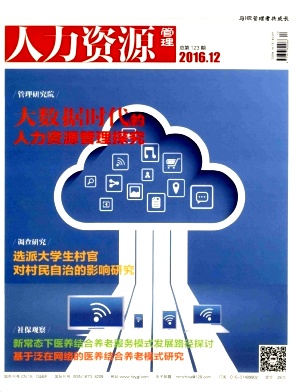 与HR管理者共成长
人力资源
管理
总第123期
2016.12
/管理研究院/
大数据时代的
人力资源管理探究
/调查研究/
选派大学生村官
对村民自治的影响研究
/社保观察/
新常态下医养结合养老服务模式发展路径探讨
基于泛在网络的医养结合养老模式研究